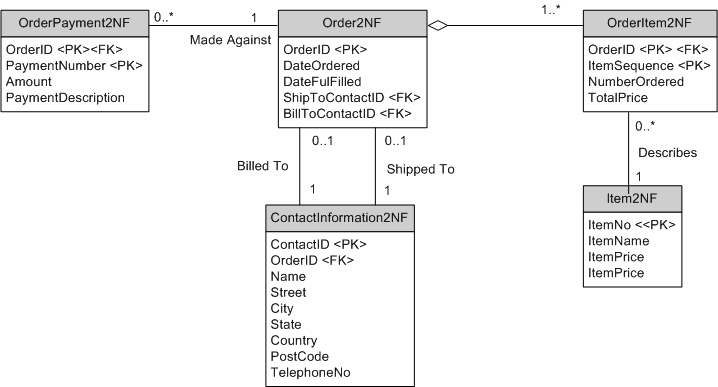 OrderPayment2NF
OrderID <PK><FK>
PaymentNumber <PK>
Amount
PaymentDescription
0..*
1
Made Against
Order2NF
OrderID <PK>
DateOrdered
DateFulFilled
ShipToContactID <FK>
BillToContactID <FK>
1..*
OrderItem2NF
OrderID <PK> <FK>
ItemSequence <PK>
NumberOrdered
TotalPrice
0..1
0..1
Billed To
Shipped To
1
1
0..*
Describes
1
ContactInformation2NF
ContactID <PK>
OrderID <FK>
Name
Street
City
State
Country
PostCode
TelephoneNo
Item2NF
ItemNo <<PK>
ItemName
ItemPrice
ItemPrice